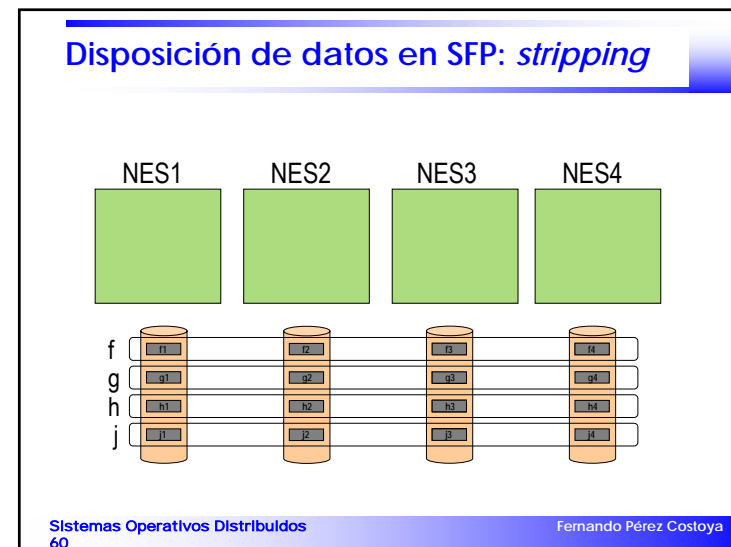 Disposición de datos en SFP: stripping
NES1 NES2 NES3 NES4
f f1 f2 f3 f4
g g1 g2 g3 g4
h h1 h2 h3 h4
j j1 j2 j3 j4
Sistemas Operativos Distribuidos Fernando Pérez Costoya
60